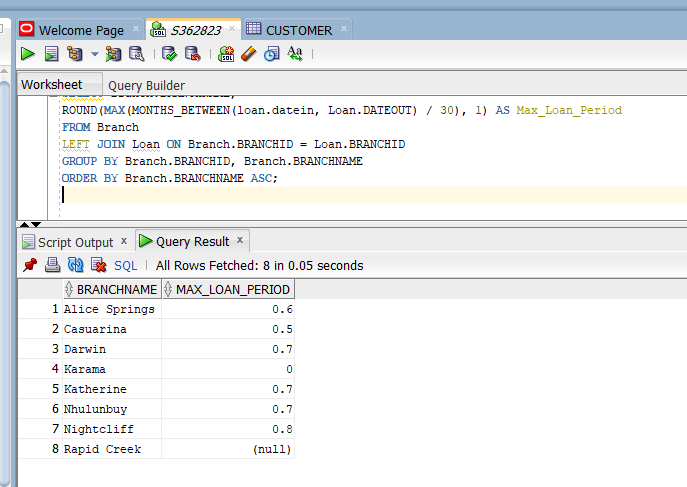 Welcome Page × S362823 × CUSTOMER ×
SQL
SQL Aa
Worksheet Query Builder
ROUND(MAX(MONTHS_BETWEEN(loan.datein, Loan.DATEOUT) / 30), 1) AS Max_Loan_Period
FROM Branch
LEFT JOIN Loan ON Branch.BRANCHID = Loan.BRANCHID
GROUP BY Branch.BRANCHID, Branch.BRANCHNAME
ORDER BY Branch.BRANCHNAME ASC;
Script Output × Query Result ×
SQL | All Rows Fetched: 8 in 0.05 seconds
BRANCHNAME MAX_LOAN_PERIOD
1 Alice Springs 0.6
2 Casuarina 0.5
3 Darwin 0.7
4 Karama 0
5 Katherine 0.7
6 Nhulunbuy 0.7
7 Nightcliff 0.8
8 Rapid Creek (null)